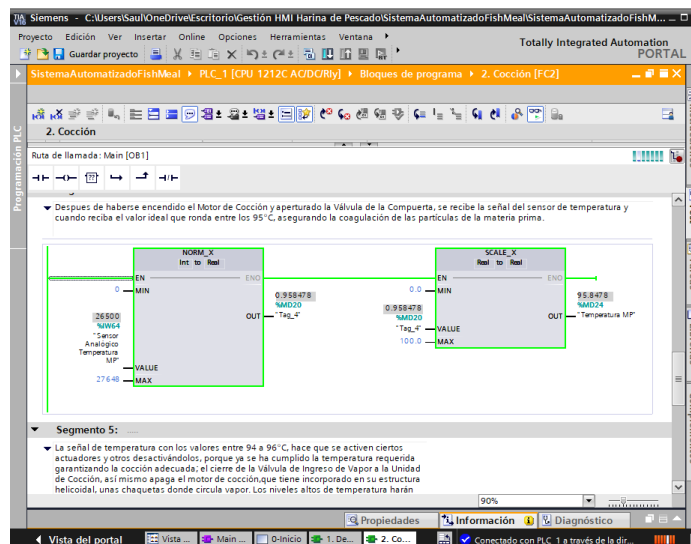 Siemens - C:\Users\Saul\OneDrive\Escritorio\Gestión HMI Harina de Pescado\SistemaAutomatizadoFishMeal\SistemaAutomatizadoFishM...
Proyecto Edición Ver Insertar Online Opciones Herramientas Ventana
Totally Integrated Automation
PORTAL
Guardar proyecto
SistemaAutomatizadoFishMeal PLC_1 [CPU 1212C AC/DC/Rly] Bloques de programa 2. Cocción [FC2]
Programación PLC
2. Cocción
Ruta de llamada: Main [OB1]
Despues de haberse encendido el Motor de Cocción y aperturado la Válvula de la Compuerta, se recibe la señal del sensor de temperatura y
cuando reciba el valor ideal que ronda entre los 95°C, asegurando la coagulación de las partículas de la materia prima.
NORM_X
Int to Real
EN ENO
0 MIN
0.958478
%MD20
OUT "Tag_4"
26500
%IW64
"Sensor
Analógico
Temperatura
MP"
VALUE
27648 MAX
SCALE_X
Real to Real
EN ENO
0.0 MIN
95.8478
%MD24
OUT "Temperatura MP"
0.958478
%MD20
"Tag_4" VALUE
100.0 MAX
Segmento 5: .....
La señal de temperatura con los valores entre 94 a 96°C, hace que se activen ciertos
actuadores y otros desactivándolos, porque ya se ha cumplido la temperatura requerida
garantizando la cocción adecuada; el cierre de la Válvula de Ingreso de Vapor a la Unidad
de Cocción, así mismo apaga el motor de cocción,que tiene incorporado en su estructura
helicoidal, unas chaquetas donde circula vapor. Los niveles altos de temperatura harán
90%
Propiedades Información Diagnóstico
Vista del portal Vista ... Main ... 0-Inicio 1. De... 2. Co... Conectado con PLC_1 a través de la dir...